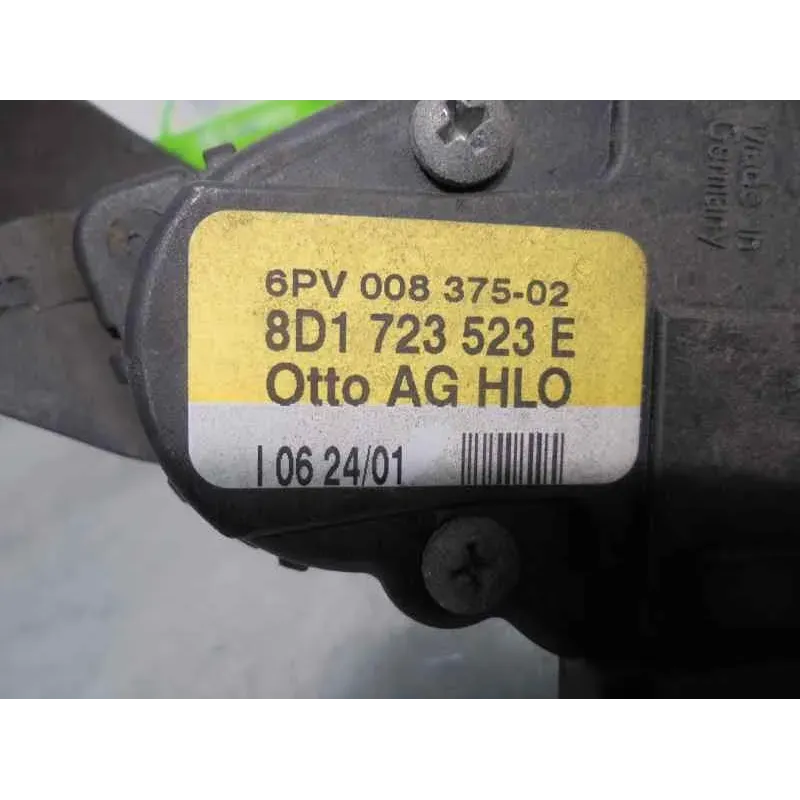 6PV 008 375-02
8D1 723 523 E
Otto AG HLO
I 06 24/01
Made in
Germany